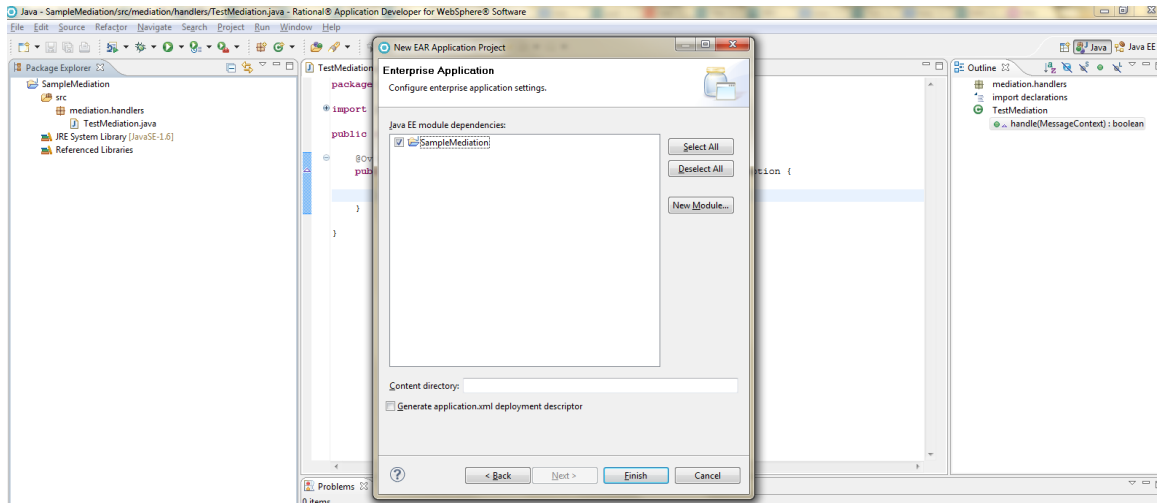 Java - SampleMediation/src/mediation/handlers/TestMediation.java - Rational® Application Developer for WebSphere® Software
File Edit Source Refactor Navigate Search Project Run Window Help
Java Java EE
Package Explorer
SampleMediation
src
mediation.handlers
TestMediation.java
JRE System Library [JavaSE-1.6]
Referenced Libraries
TestMediation
package
import
public
@Ov
pub
tion {
}
}
New EAR Application Project
Enterprise Application
Configure enterprise application settings.
Java EE module dependencies:
SampleMediation
Select All
Deselect All
New Module...
Content directory:
Generate application.xml deployment descriptor
< Back Next > Finish Cancel
Outline
mediation.handlers
import declarations
TestMediation
handle(MessageContext) : boolean
Problems
0 items